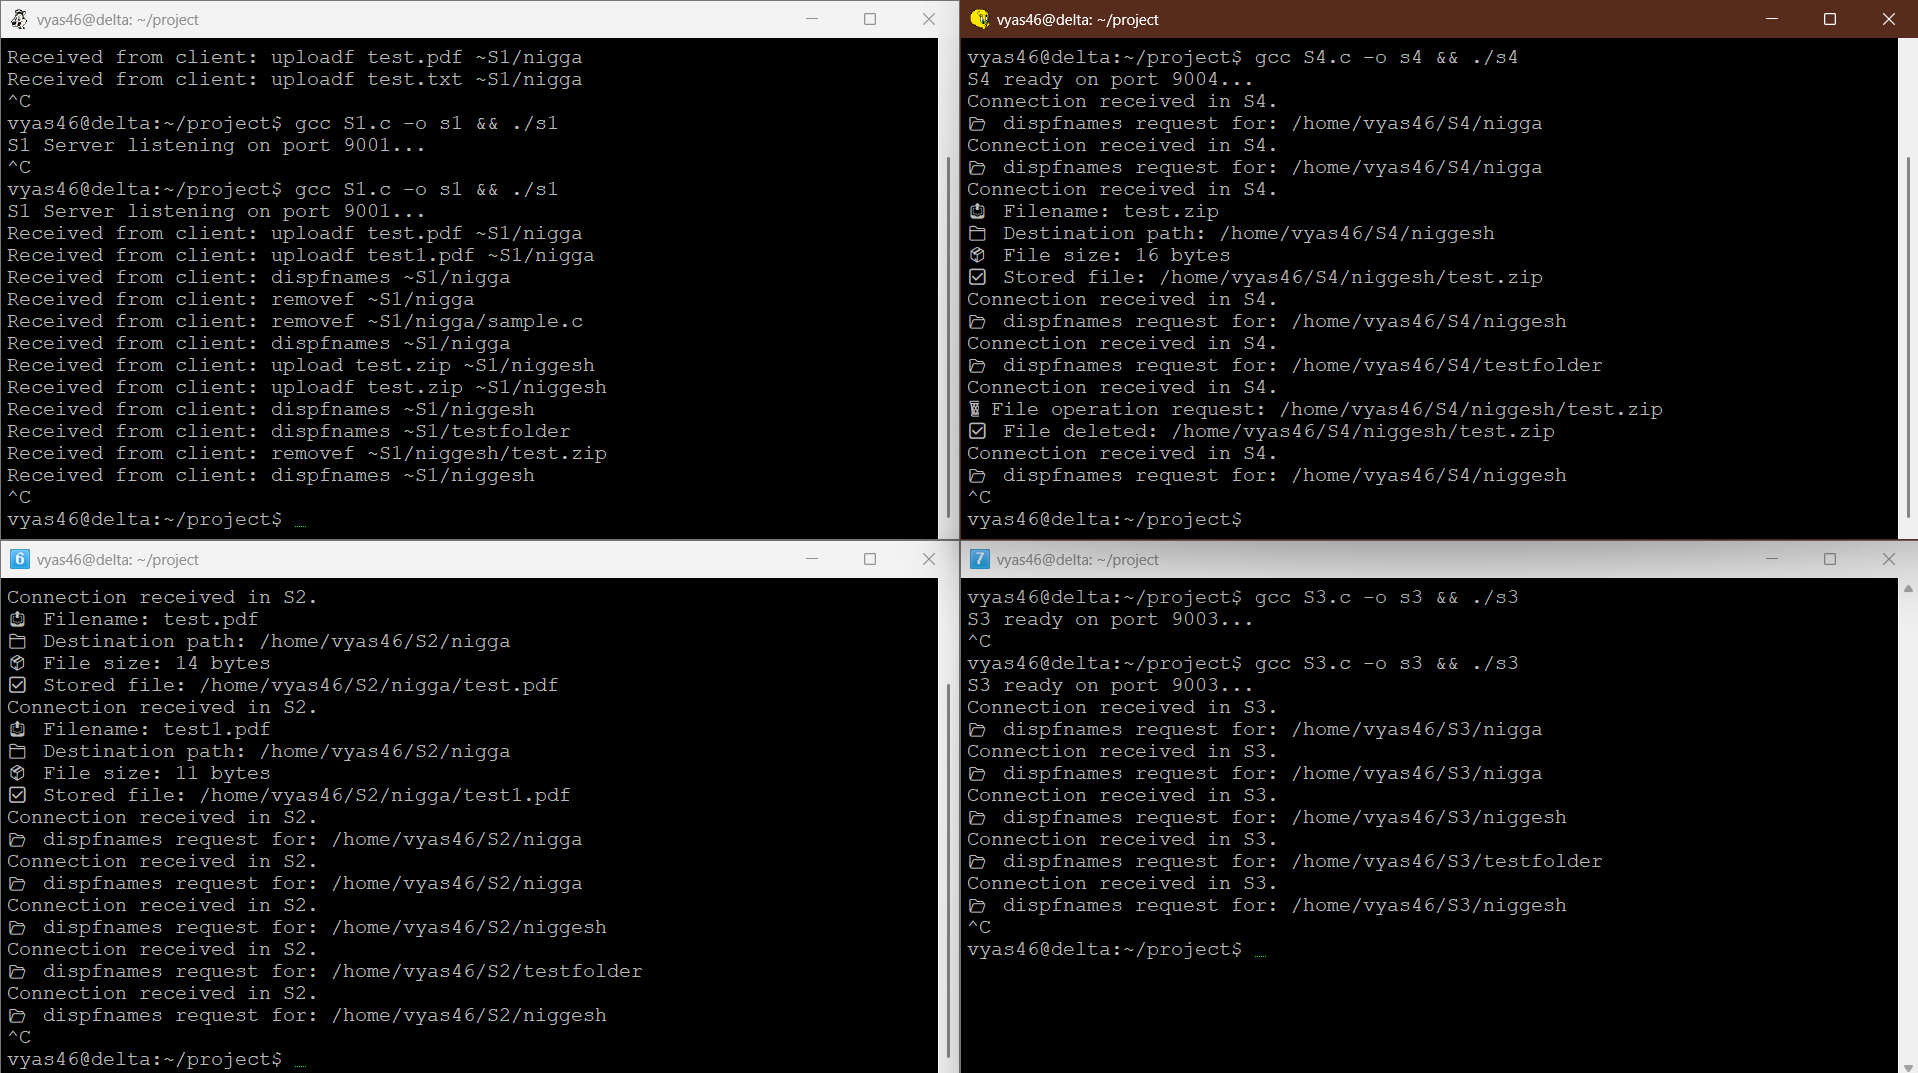 vyas46@delta: ~/project
Received from client: uploadf test.pdf ~S1/nigga
Received from client: uploadf test.txt ~S1/nigga
^C
vyas46@delta:~/project$ gcc S1.c -o s1 && ./s1
S1 Server listening on port 9001...
^C
vyas46@delta:~/project$ gcc S1.c -o s1 && ./s1
S1 Server listening on port 9001...
Received from client: uploadf test.pdf ~S1/nigga
Received from client: uploadf test1.pdf ~S1/nigga
Received from client: dispfnames ~S1/nigga
Received from client: removef ~S1/nigga
Received from client: removef ~S1/nigga/sample.c
Received from client: dispfnames ~S1/nigga
Received from client: upload test.zip ~S1/niggesh
Received from client: uploadf test.zip ~S1/niggesh
Received from client: dispfnames ~S1/niggesh
Received from client: dispfnames ~S1/testfolder
Received from client: removef ~S1/niggesh/test.zip
Received from client: dispfnames ~S1/niggesh
^C
vyas46@delta:~/project$
vyas46@delta: ~/project
vyas46@delta:~/project$ gcc S4.c -o s4 && ./s4
S4 ready on port 9004...
Connection received in S4.
dispfnames request for: /home/vyas46/S4/nigga
Connection received in S4.
dispfnames request for: /home/vyas46/S4/nigga
Connection received in S4.
Filename: test.zip
Destination path: /home/vyas46/S4/niggesh
File size: 16 bytes
Stored file: /home/vyas46/S4/niggesh/test.zip
Connection received in S4.
dispfnames request for: /home/vyas46/S4/niggesh
Connection received in S4.
dispfnames request for: /home/vyas46/S4/testfolder
Connection received in S4.
File operation request: /home/vyas46/S4/niggesh/test.zip
File deleted: /home/vyas46/S4/niggesh/test.zip
Connection received in S4.
dispfnames request for: /home/vyas46/S4/niggesh
^C
vyas46@delta:~/project$
6 vyas46@delta: ~/project
Connection received in S2.
Filename: test.pdf
Destination path: /home/vyas46/S2/nigga
File size: 14 bytes
Stored file: /home/vyas46/S2/nigga/test.pdf
Connection received in S2.
Filename: test1.pdf
Destination path: /home/vyas46/S2/nigga
File size: 11 bytes
Stored file: /home/vyas46/S2/nigga/test1.pdf
Connection received in S2.
dispfnames request for: /home/vyas46/S2/nigga
Connection received in S2.
dispfnames request for: /home/vyas46/S2/nigga
Connection received in S2.
dispfnames request for: /home/vyas46/S2/niggesh
Connection received in S2.
dispfnames request for: /home/vyas46/S2/testfolder
Connection received in S2.
dispfnames request for: /home/vyas46/S2/niggesh
^C
vyas46@delta:~/project$
7 vyas46@delta: ~/project
vyas46@delta:~/project$ gcc S3.c -o s3 && ./s3
S3 ready on port 9003...
^C
vyas46@delta:~/project$ gcc S3.c -o s3 && ./s3
S3 ready on port 9003...
Connection received in S3.
dispfnames request for: /home/vyas46/S3/nigga
Connection received in S3.
dispfnames request for: /home/vyas46/S3/nigga
Connection received in S3.
dispfnames request for: /home/vyas46/S3/niggesh
Connection received in S3.
dispfnames request for: /home/vyas46/S3/testfolder
Connection received in S3.
dispfnames request for: /home/vyas46/S3/niggesh
^C
vyas46@delta:~/project$